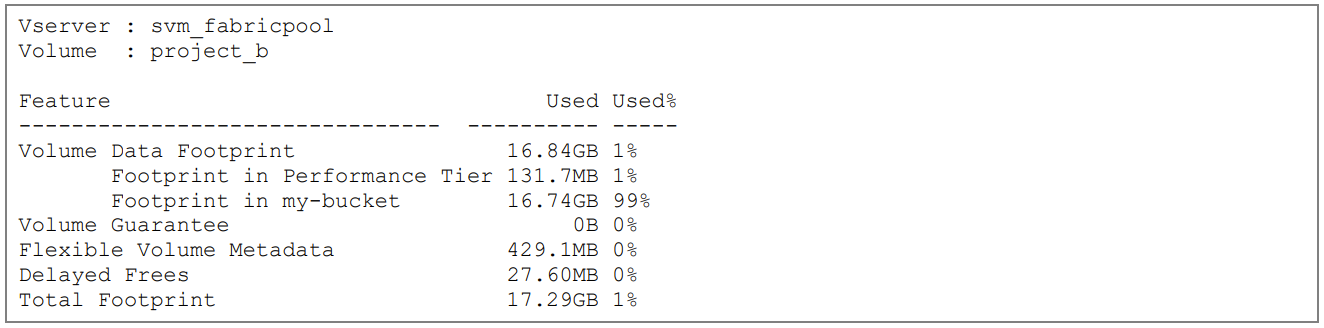 Vserver : svm_fabricpool
Volume  : project_b

Feature                                 Used Used%
--------------------------------  ---------- -----
Volume Data Footprint                16.84GB 1%
       Footprint in Performance Tier 131.7MB 1%
       Footprint in my-bucket        16.74GB 99%
Volume Guarantee                          0B 0%
Flexible Volume Metadata             429.1MB 0%
Delayed Frees                        27.60MB 0%
Total Footprint                      17.29GB 1%